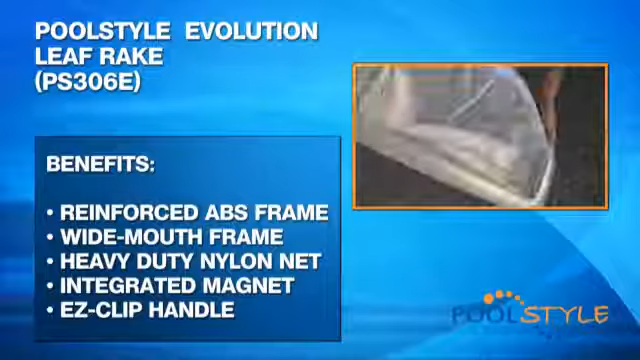 POOLSTYLE EVOLUTION
LEAF RAKE
(PS306E)
BENEFITS:
• REINFORCED ABS FRAME
• WIDE-MOUTH FRAME
• HEAVY DUTY NYLON NET
• INTEGRATED MAGNET
• EZ-CLIP HANDLE
POOLSTYLE